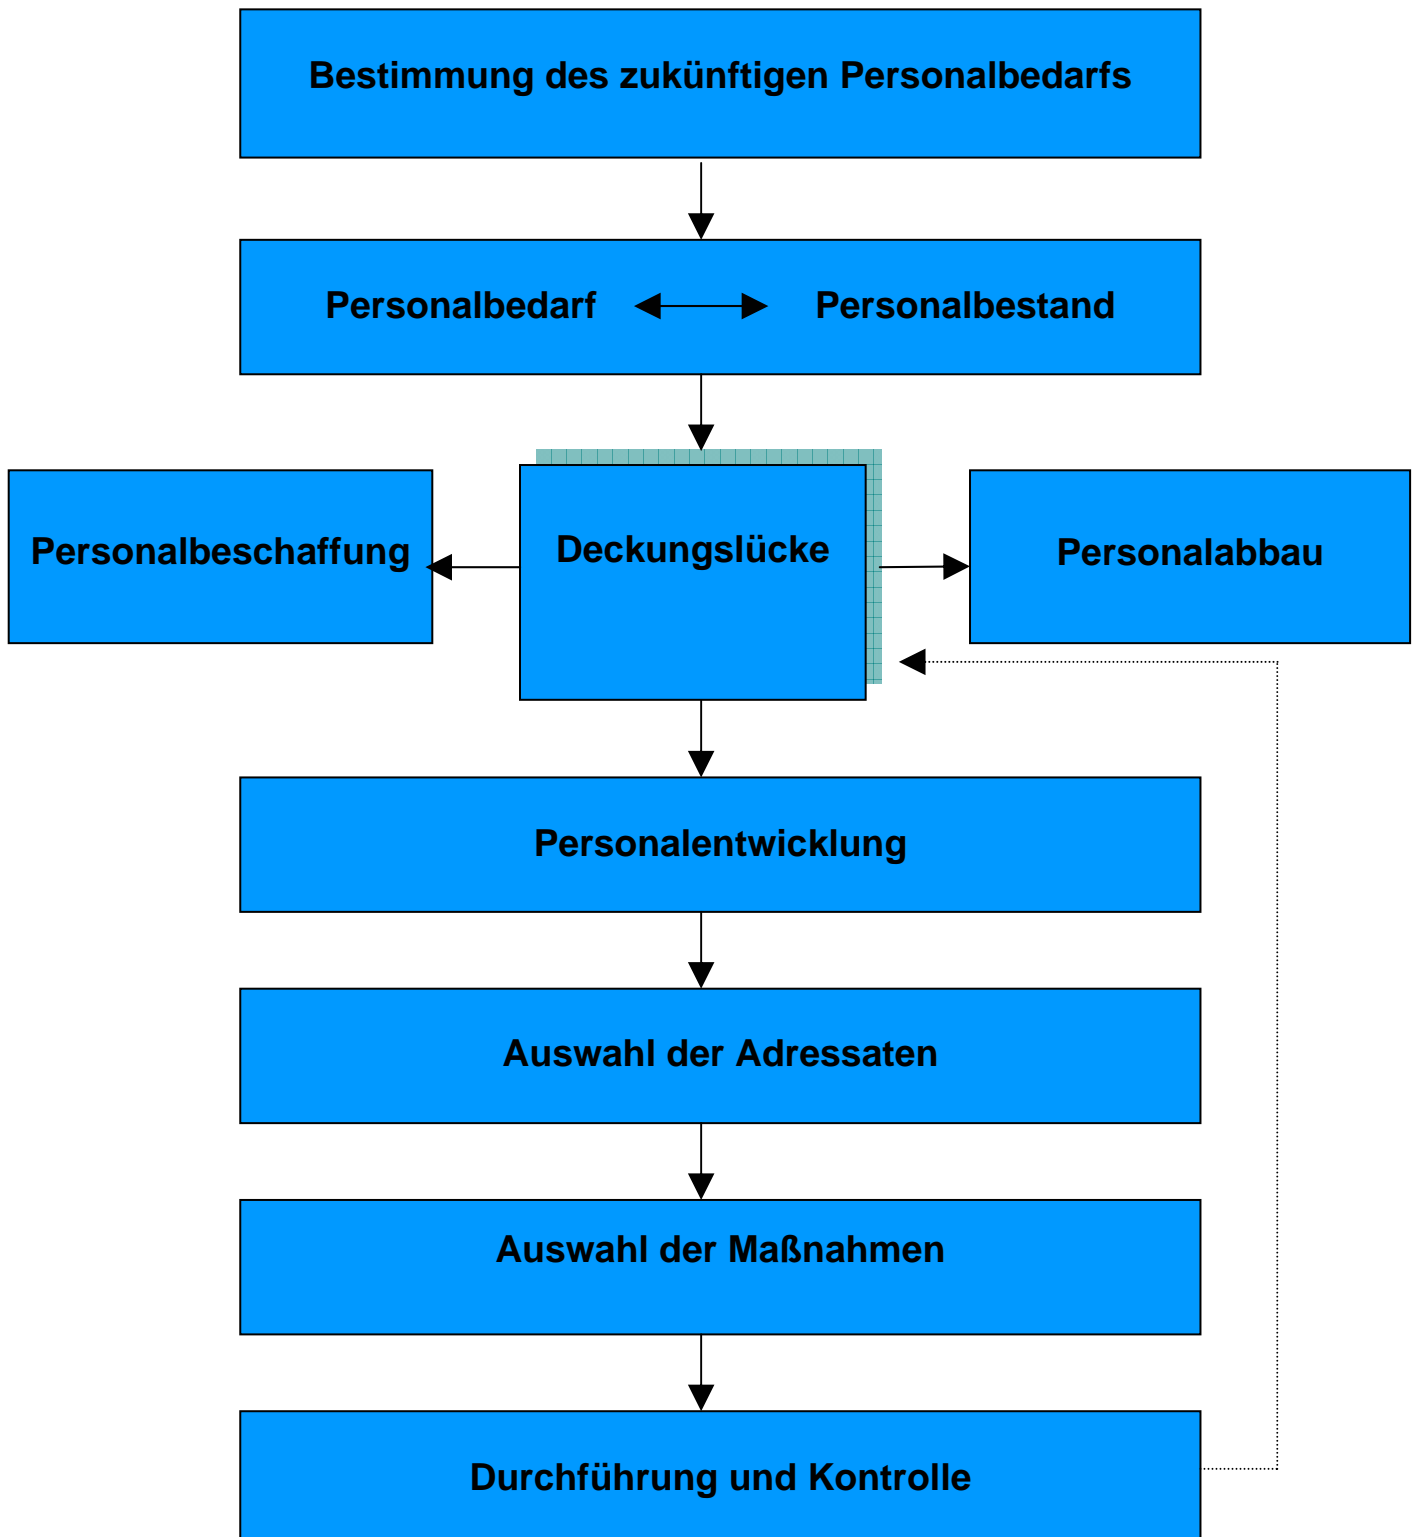 Bestimmung des zukünftigen Personalbedarfs
Personalbedarf Personalbestand
Personalbeschaffung
Deckungslücke
Personalabbau
Personalentwicklung
Auswahl der Adressaten
Auswahl der Maßnahmen
Durchführung und Kontrolle